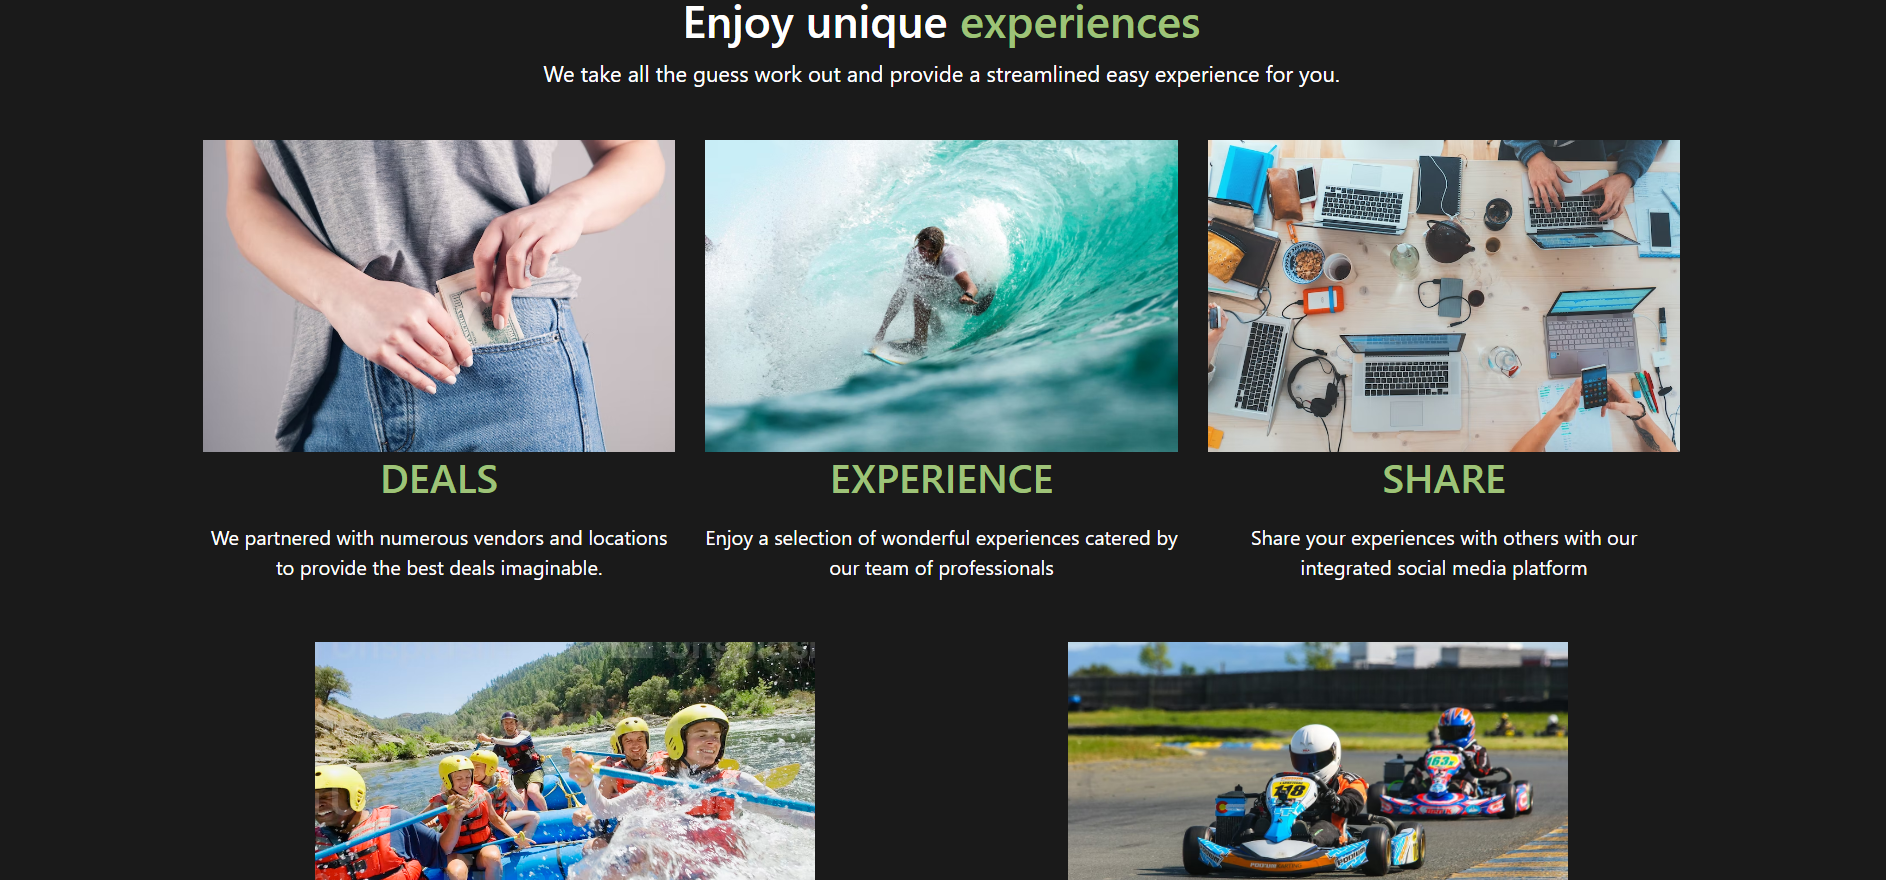 Enjoy unique experiences
We take all the guess work out and provide a streamlined easy experience for you.
DEALS
EXPERIENCE
SHARE
We partnered with numerous vendors and locations
to provide the best deals imaginable.
Enjoy a selection of wonderful experiences catered by
our team of professionals
Share your experiences with others with our
integrated social media platform
163x
118